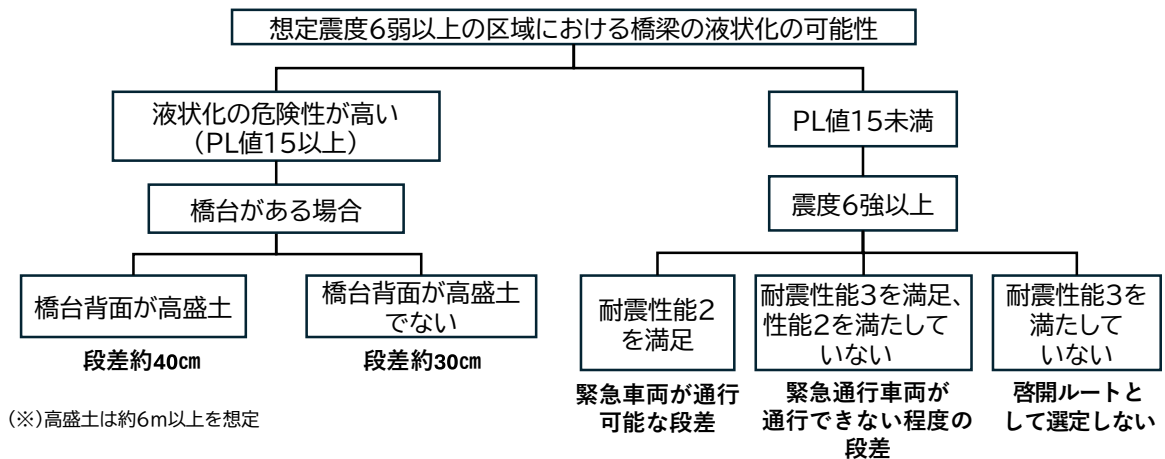 想定震度6弱以上の区域における橋梁の液状化の可能性
液状化の危険性が高い
（PL値15以上）
PL値15未満
橋台がある場合
震度6強以上
橋台背面が高盛土
橋台背面が高盛土
でない
耐震性能2
を満足
耐震性能3を満足、
性能2を満たして
いない
耐震性能3を
満たして
いない
段差約40㎝
段差約30㎝
緊急車両が通行
可能な段差
緊急通行車両が
通行できない程度の
段差
啓開ルートと
して選定しない
（※）高盛土は約6m以上を想定